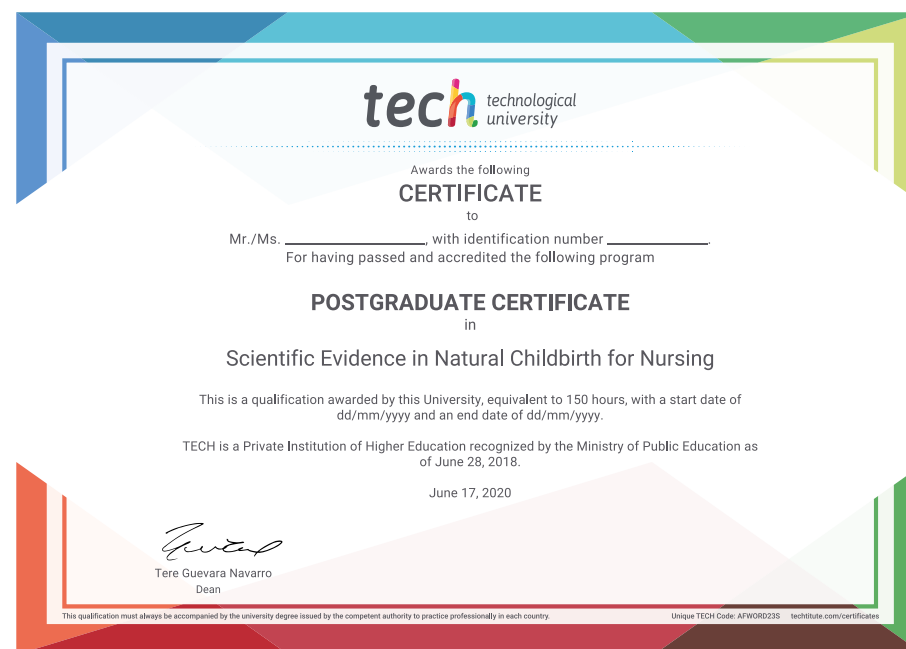 tech technological
university
Awards the following
CERTIFICATE
to
Mr./Ms. ____________________, with identification number ______________.
For having passed and accredited the following program
POSTGRADUATE CERTIFICATE
in
Scientific Evidence in Natural Childbirth for Nursing
This is a qualification awarded by this University, equivalent to 150 hours, with a start date of
dd/mm/yyyy and an end date of dd/mm/yyyy.
TECH is a Private Institution of Higher Education recognized by the Ministry of Public Education as
of June 28, 2018.
June 17, 2020
Tere Guevara Navarro
Dean
This qualification must always be accompanied by the university degree issued by the competent authority to practice professionally in each country. Unique TECH Code: AFWORD23S techtitute.com/certificates